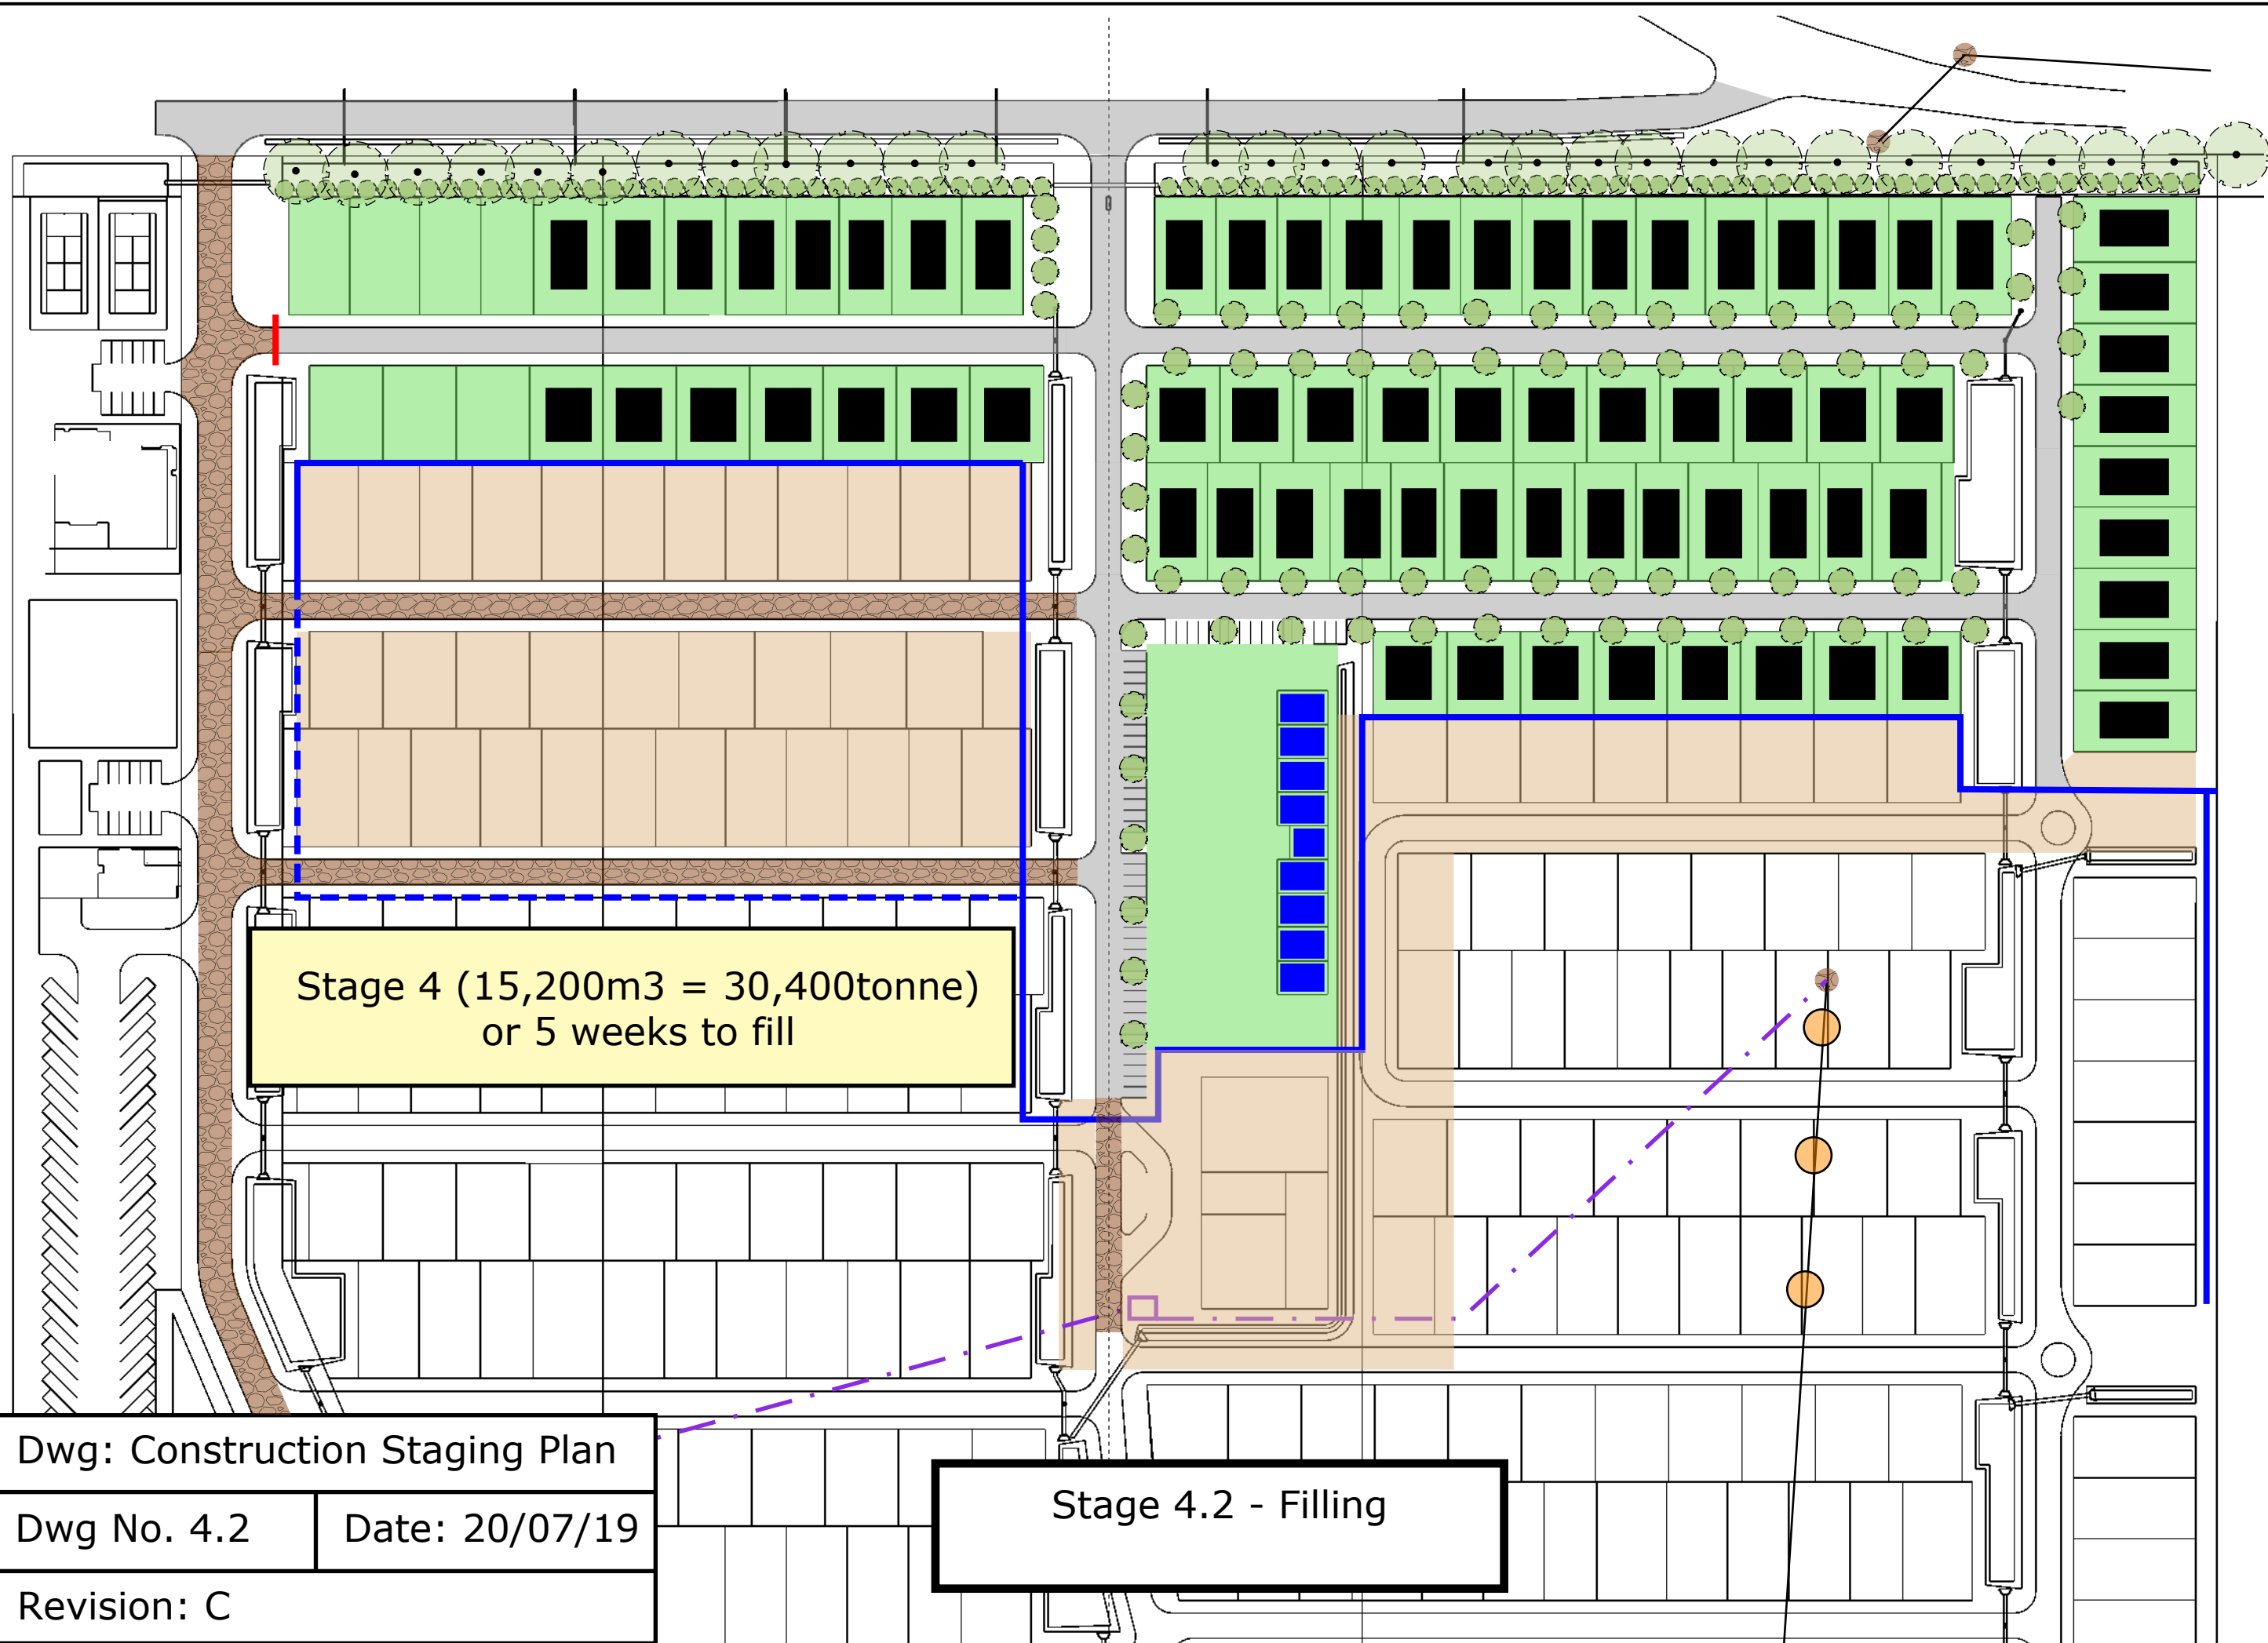 Stage 4 (15,200m3 = 30,400tonne)
or 5 weeks to fill
Dwg: Construction Staging Plan
Dwg No. 4.2
Date: 20/07/19
Revision: C
Stage 4.2 - Filling